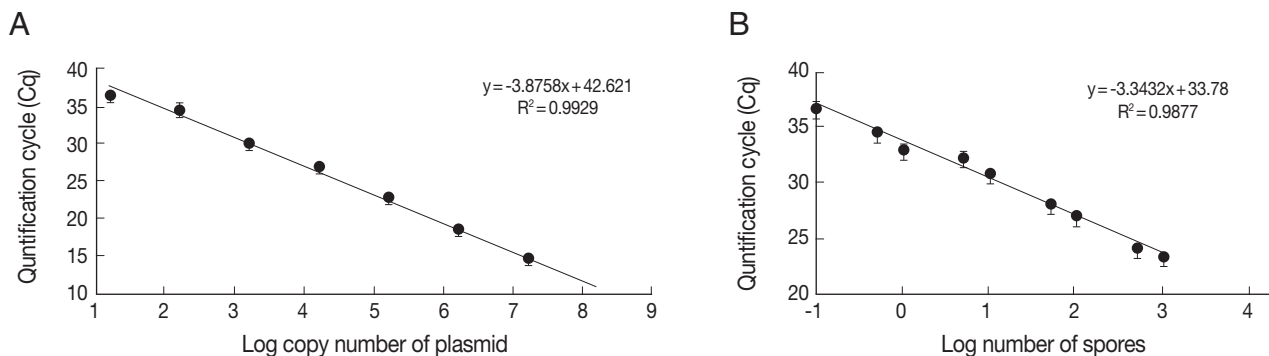 A
Quntification cycle (Cq)
40
35
30
25
20
15
10
y = -3.8758x + 42.621
R² = 0.9929
1 2 3 4 5 6 7 8 9
Log copy number of plasmid
B
Quntification cycle (Cq)
40
35
30
25
20
y = -3.3432x + 33.78
R² = 0.9877
-1 0 1 2 3 4
Log number of spores